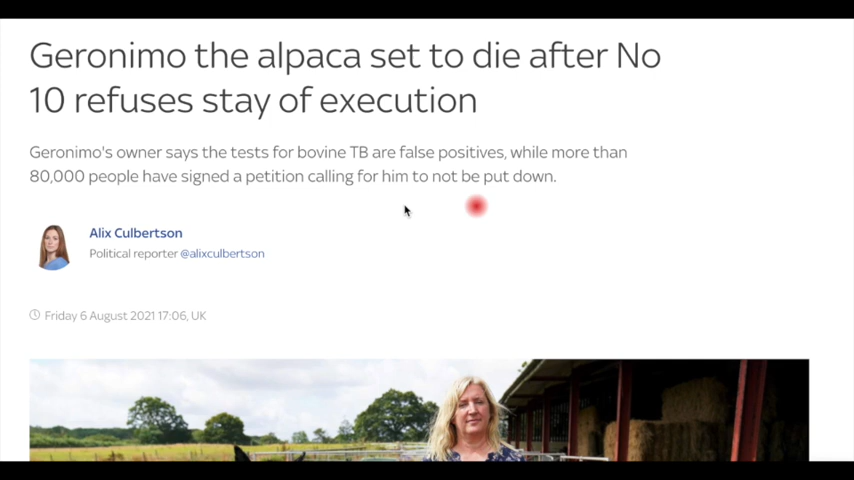 Geronimo the alpaca set to die after No
10 refuses stay of execution
Geronimo's owner says the tests for bovine TB are false positives, while more than
80,000 people have signed a petition calling for him to not be put down.
Alix Culbertson
Political reporter @alixculbertson
Friday 6 August 2021 17:06, UK